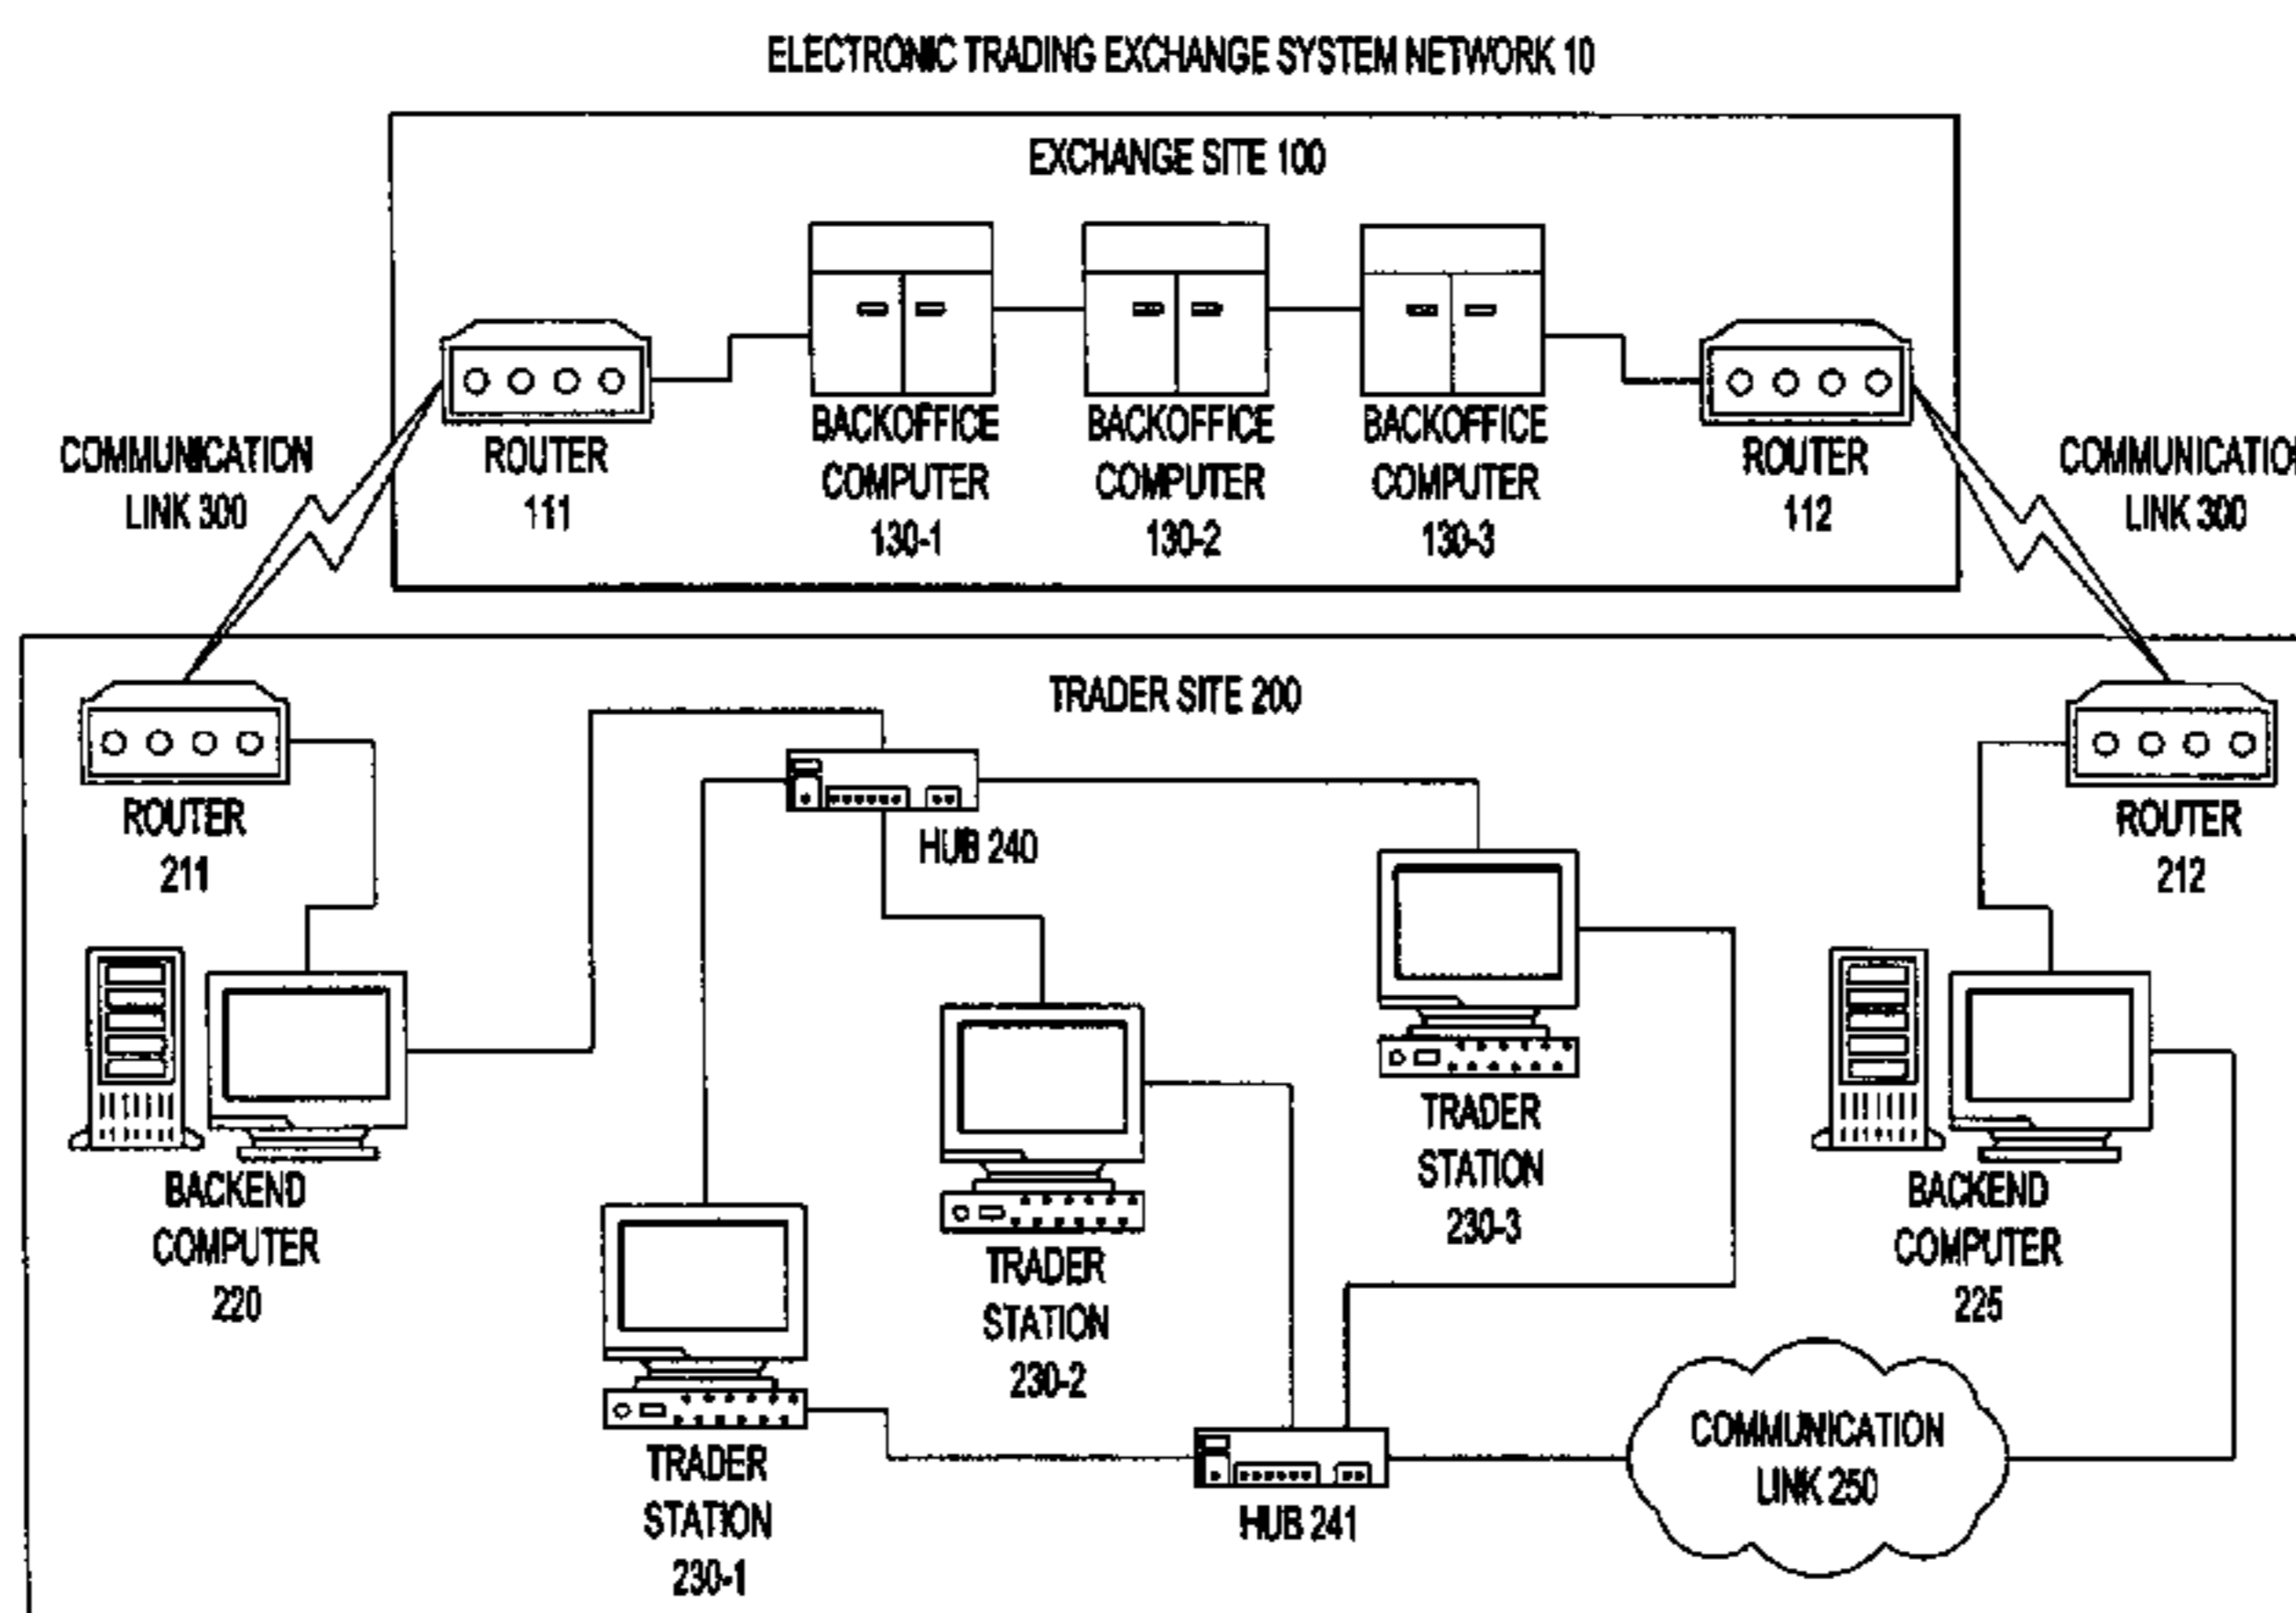 ELECTRONIC TRADING EXCHANGE SYSTEM NETWORK 10
EXCHANGE SITE 100
COMMUNICATION
LINK 300
ROUTER
111
BACKOFFICE
COMPUTER
130-1
BACKOFFICE
COMPUTER
130-2
BACKOFFICE
COMPUTER
130-3
ROUTER
112
COMMUNICATIO
LINK 300
TRADER SITE 200
ROUTER
211
HUB 240
ROUTER
212
BACKEND
COMPUTER
220
TRADER
STATION
230-1
TRADER
STATION
230-2
TRADER
STATION
230-3
BACKEND
COMPUTER
225
HUB 241
COMMUNICATION
LINK 250